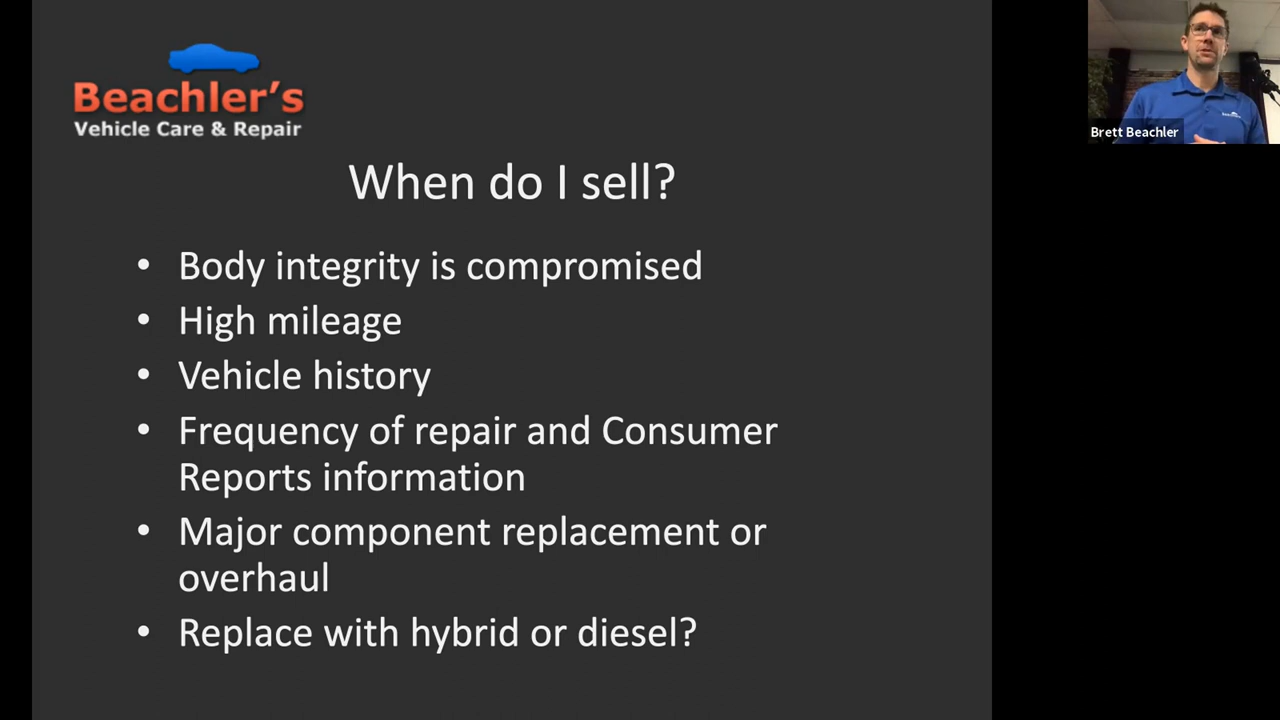 Beachler's
Vehicle Care & Repair
When do I sell?
• Body integrity is compromised
• High mileage
• Vehicle history
• Frequency of repair and Consumer
Reports information
• Major component replacement or
overhaul
• Replace with hybrid or diesel?
Brett Beachler